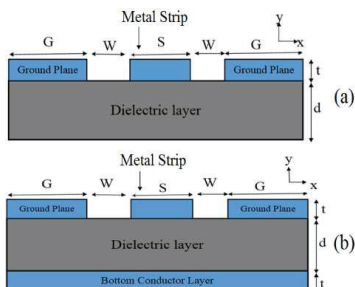 Metal Strip
y
x
G W S W G
Ground Plane
Ground Plane
t
Dielectric layer
d
(a)
Metal Strip
y
x
G W S W G
Ground Plane
Ground Plane
t
Dielectric layer
d
(b)
Bottom Conductor Layer
t